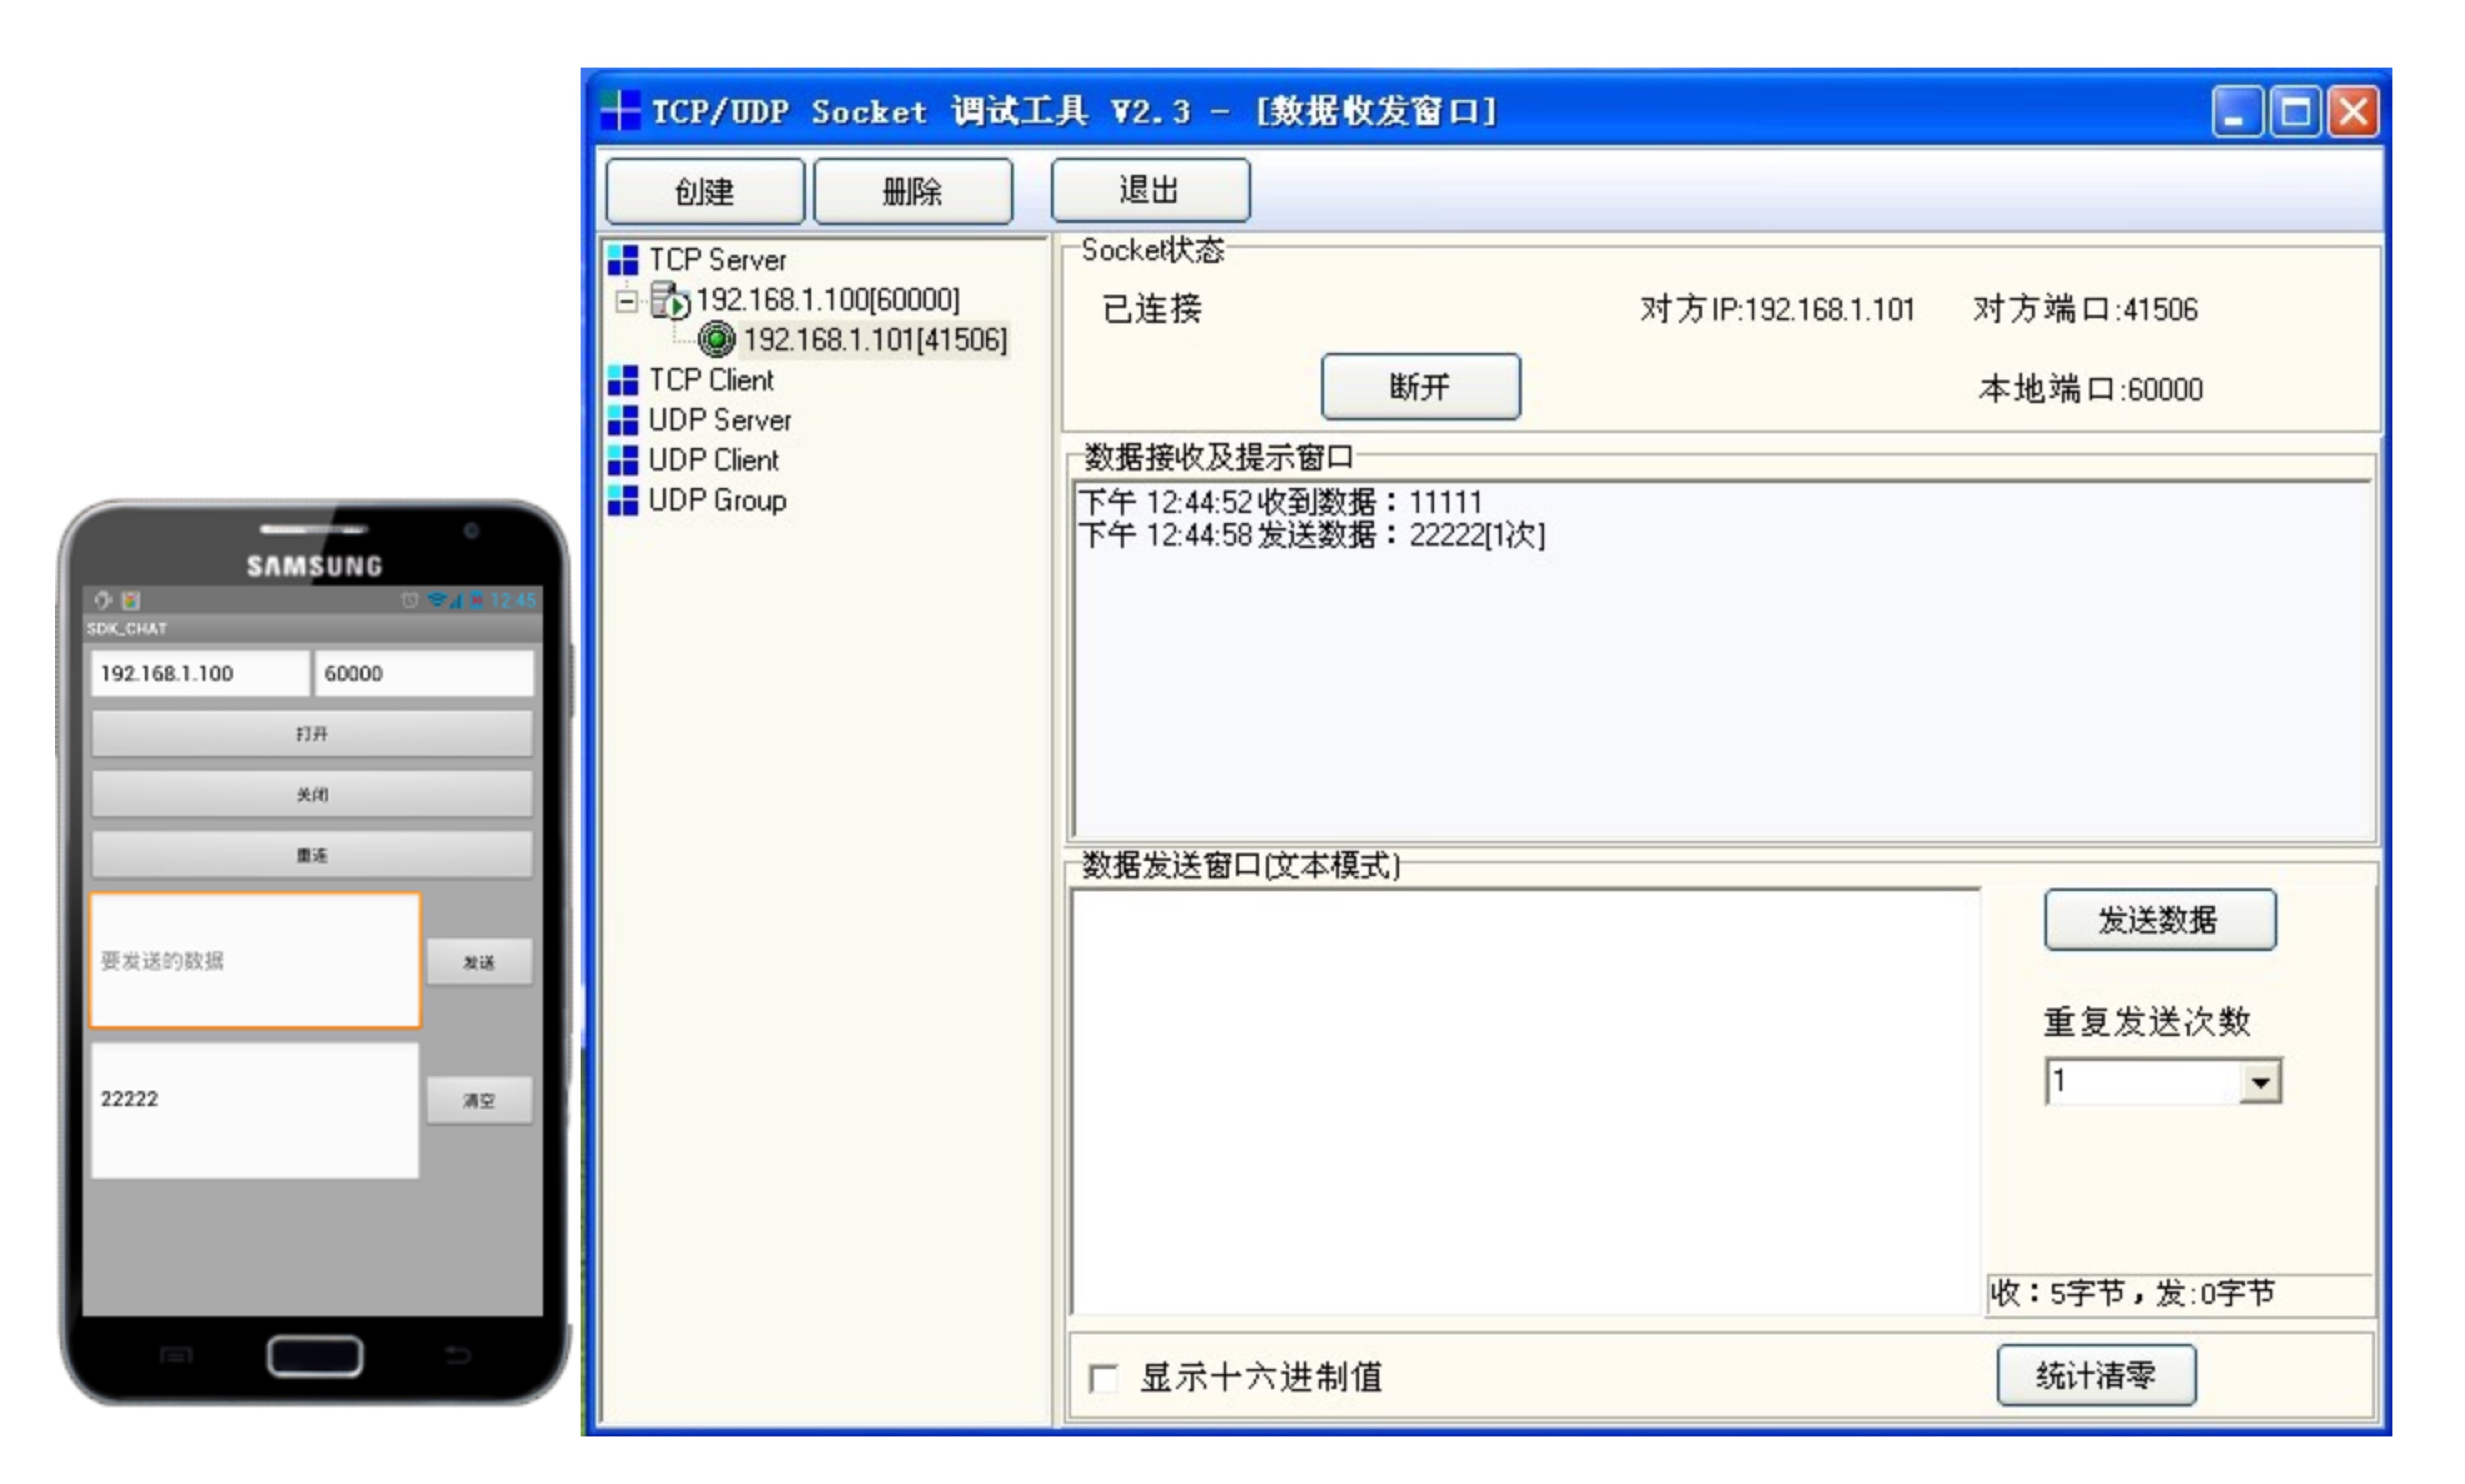 SAMSUNG
12:45
SDK_CHAT
192.168.1.100
60000
打开
关闭
重连
要发送的数据
发送
22222
清空
TCP/UDP Socket 调试工具 V2.3 - [数据收发窗口]
创建
删除
退出
TCP Server
192.168.1.100[60000]
192.168.1.101[41506]
TCP Client
UDP Server
UDP Client
UDP Group
Socket状态
已连接
对方IP:192.168.1.101
对方端口:41506
断开
本地端口:60000
数据接收及提示窗口
下午 12:44:52 收到数据：11111
下午 12:44:58 发送数据：22222[1次]
数据发送窗口(文本模式)
发送数据
重复发送次数
1
收：5字节，发:0字节
显示十六进制值
统计清零